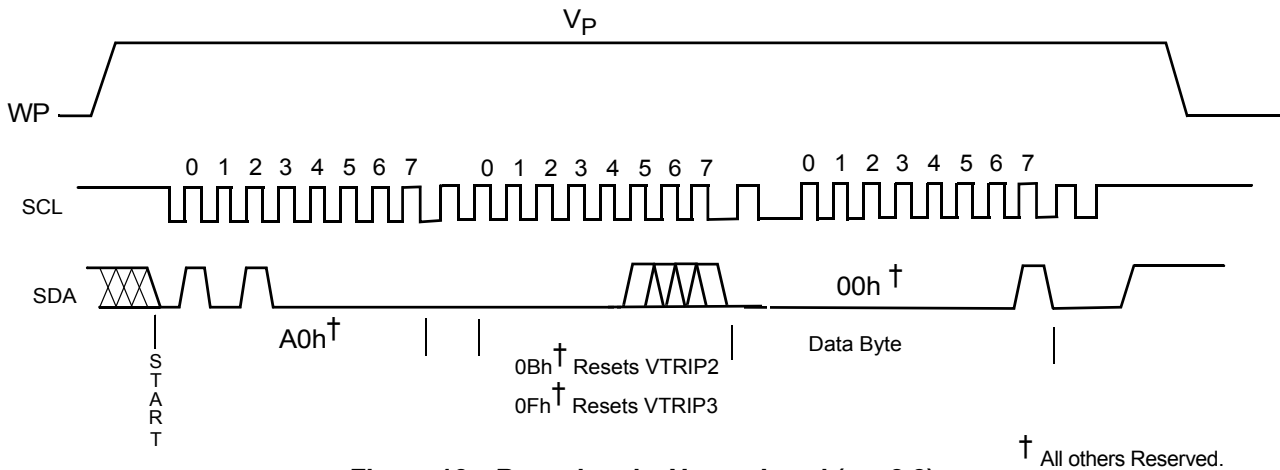 VP
WP
0 1 2 3 4 5 6 7 0 1 2 3 4 5 6 7 0 1 2 3 4 5 6 7
SCL
SDA
00h †
A0h†
Data Byte
START
0Bh† Resets VTRIP2
0Fh† Resets VTRIP3
† All others Reserved.